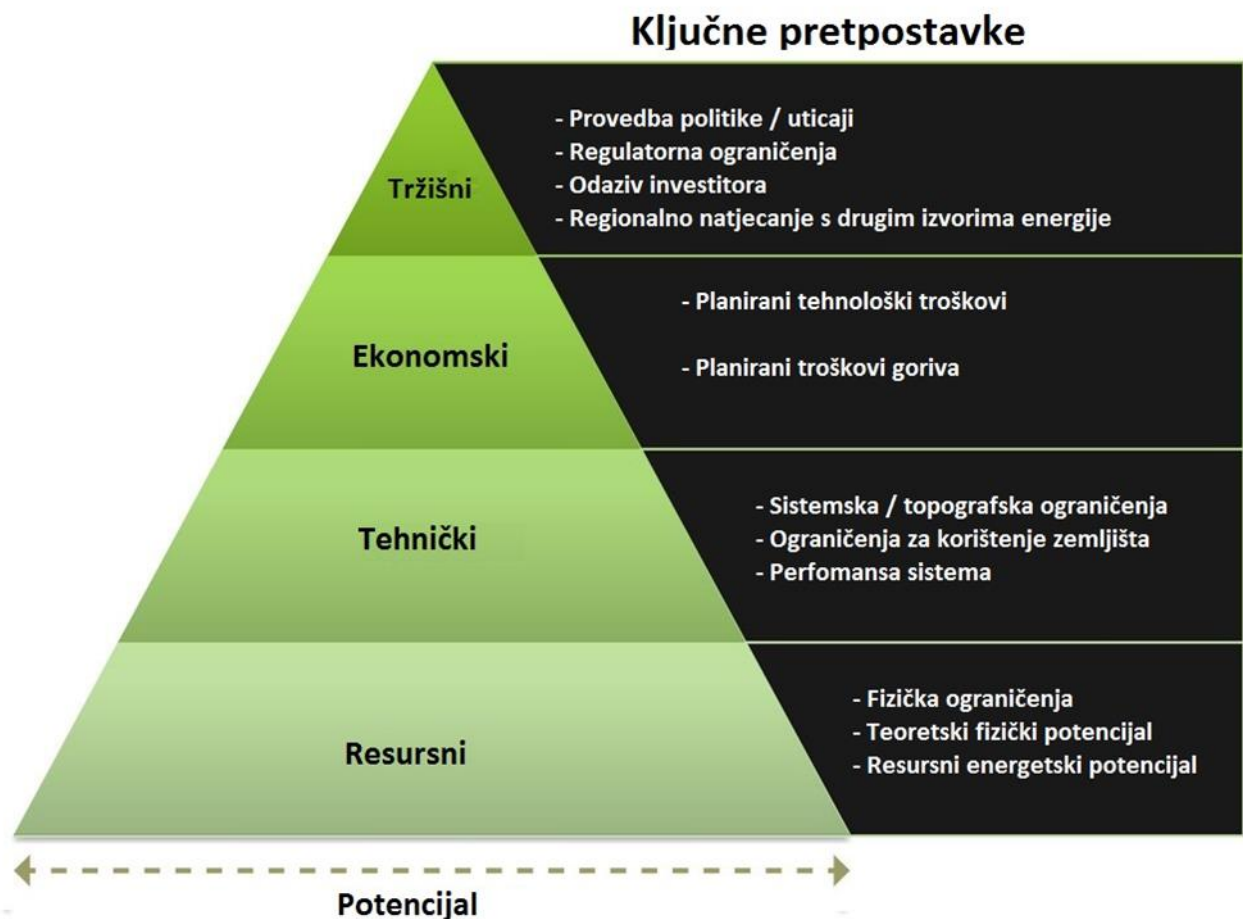 Ključne pretpostavke
Tržišni
- Provedba politike / uticaji
- Regulatorna ograničenja
- Odaziv investitora
- Regionalno natjecanje s drugim izvorima energije
Ekonomski
- Planirani tehnološki troškovi
- Planirani troškovi goriva
Tehnički
- Sistemska / topografska ograničenja
- Ograničenja za korištenje zemljišta
- Perfomansa sistema
Resursni
- Fizička ograničenja
- Teoretski fizički potencijal
- Resursni energetski potencijal
Potencijal